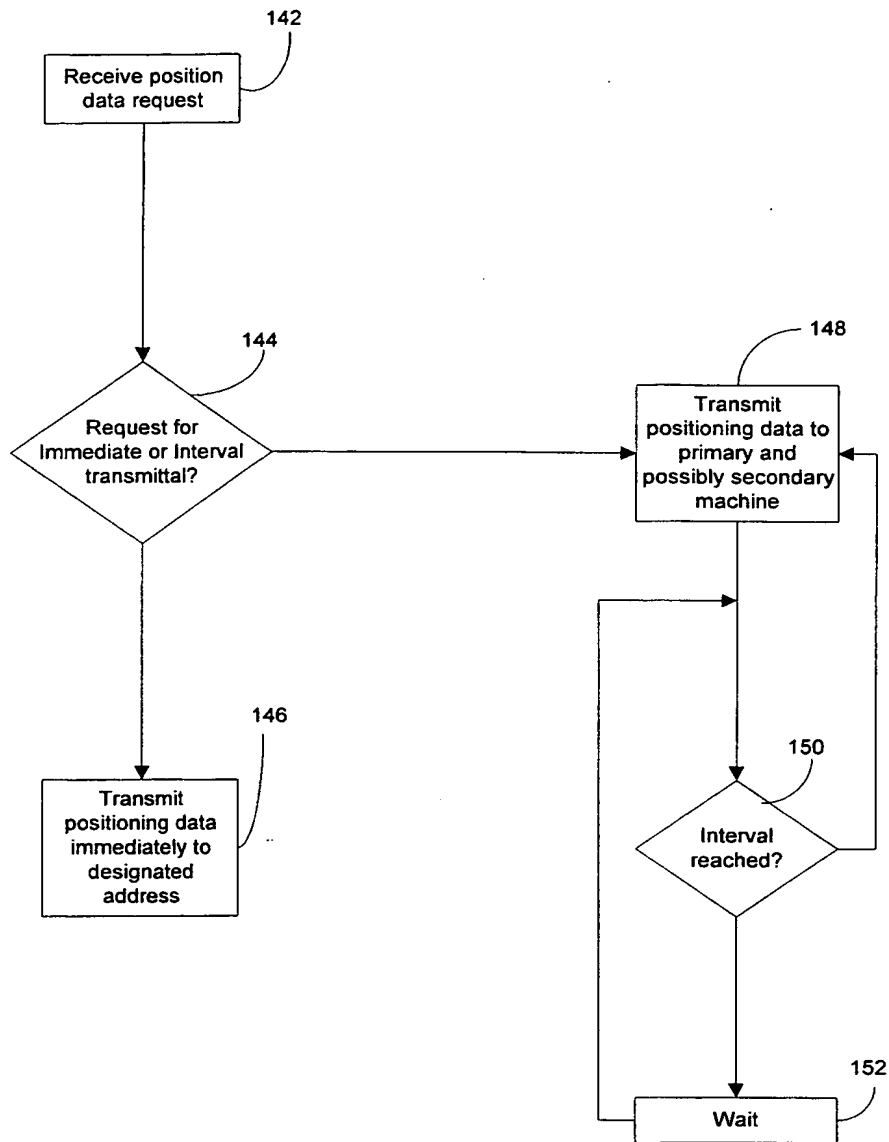 142
Receive position
data request
144
Request for
Immediate or Interval
transmittal?
148
Transmit
positioning data to
primary and
possibly secondary
machine
146
Transmit
positioning data
immediately to
designated
address
150
Interval
reached?
152
Wait